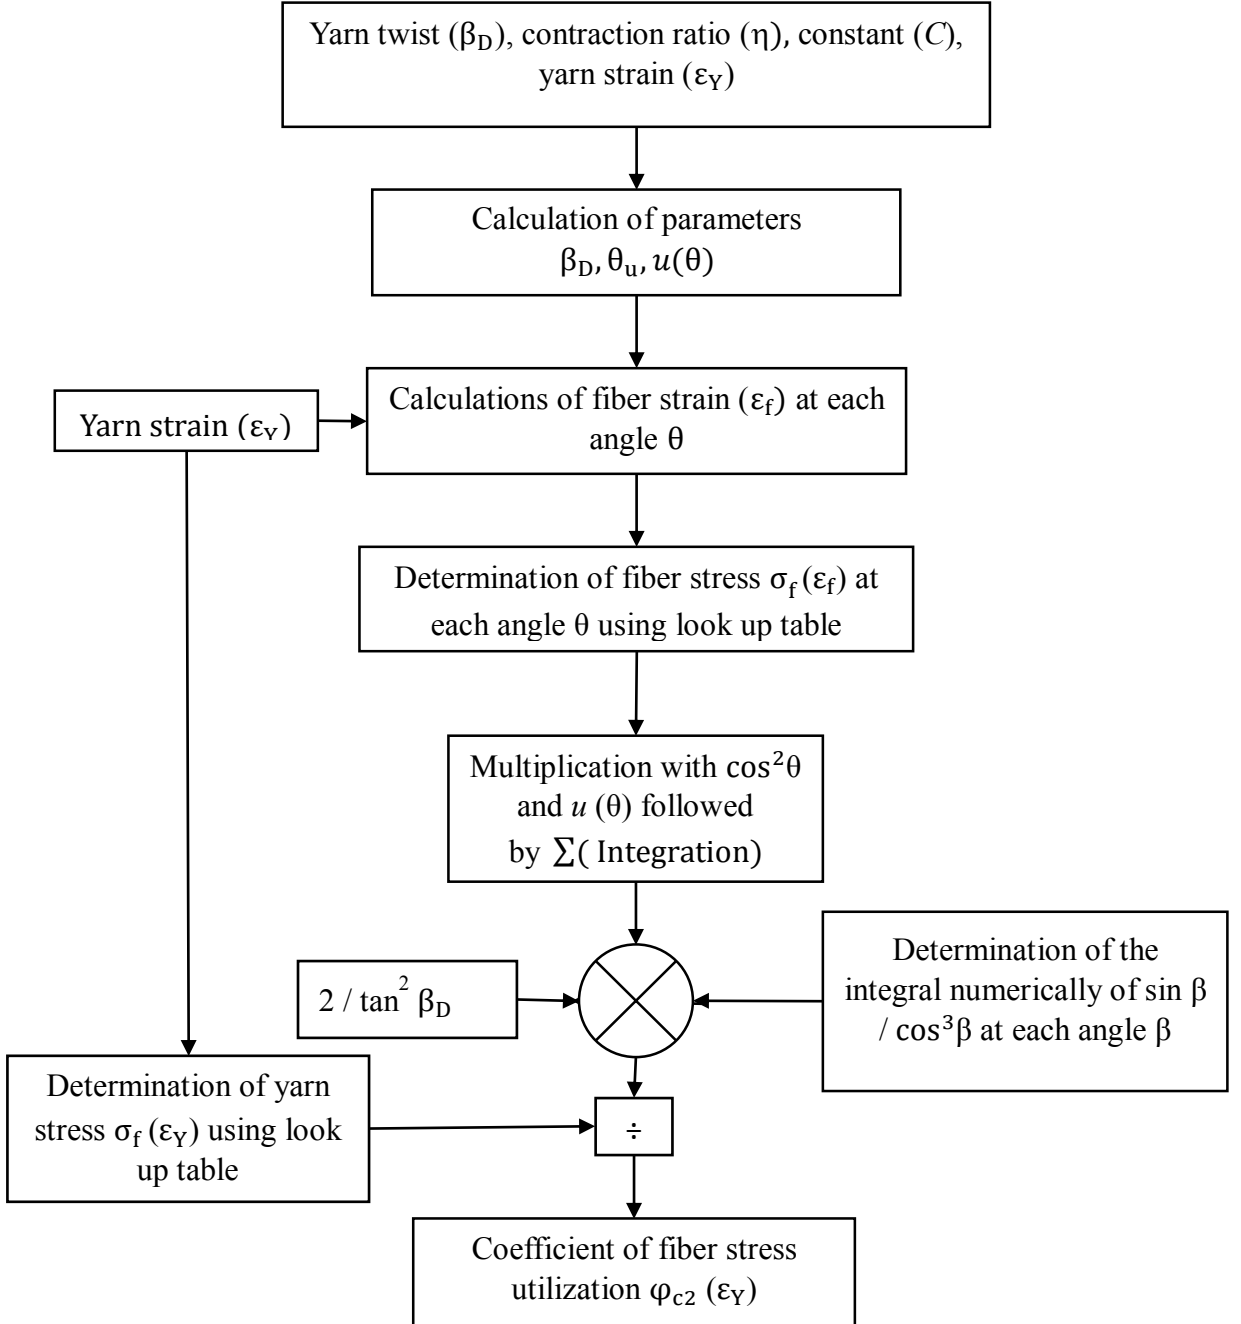 Yarn twist (β_D), contraction ratio (η), constant (C),
yarn strain (ε_Y)
Calculation of parameters
β_D, θ_u, u(θ)
Yarn strain (ε_Y)
Calculations of fiber strain (ε_f) at each
angle θ
Determination of fiber stress σ_f (ε_f) at
each angle θ using look up table
Multiplication with cos²θ
and u (θ) followed
by ∑( Integration)
2 / tan² β_D
Determination of the
integral numerically of sin β
/ cos³β at each angle β
Determination of yarn
stress σ_f (ε_Y) using look
up table
÷
Coefficient of fiber stress
utilization φ_c2 (ε_Y)